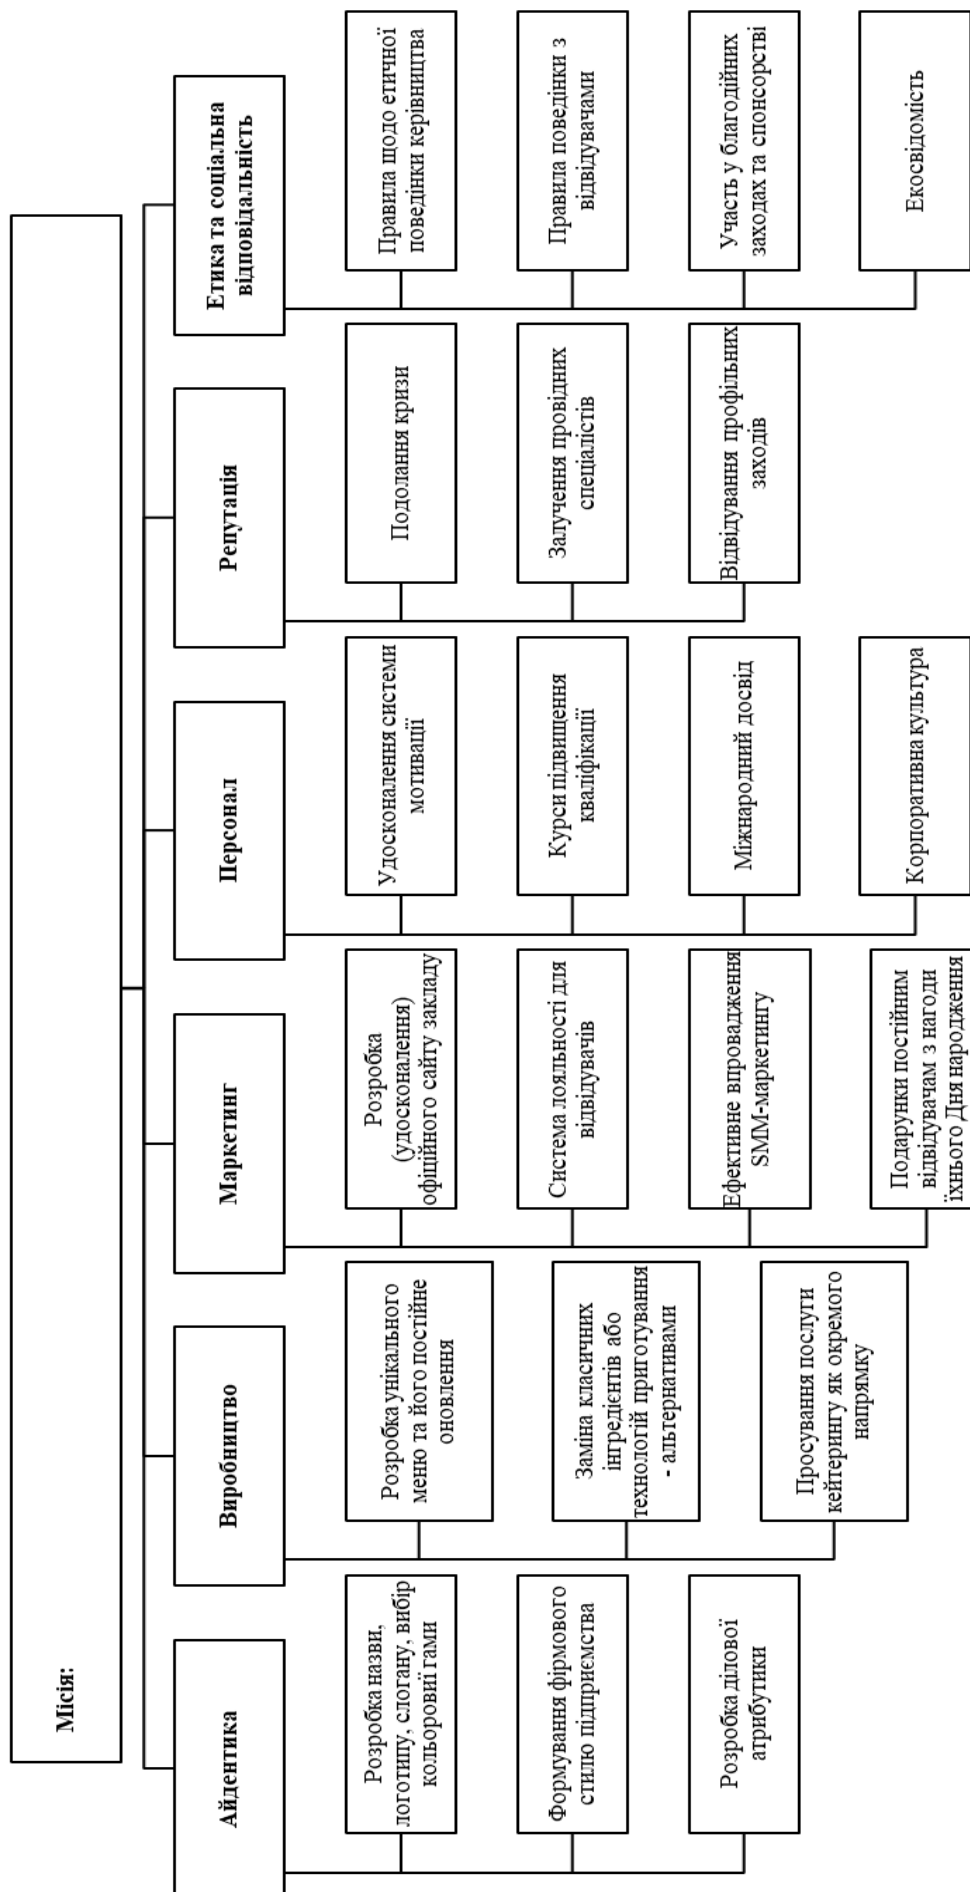 Місія:
Айдентика
Розробка назви,
логотипу, слогану, вибір
кольоровиї гами
Формування фірмового
стилю підприємства
Розробка ділової
атрибутики
Виробництво
Розробка унікального
меню та його постійне
оновлення
Заміна класичних
інгредієнтів або
технологій приготування
- альтернативами
Просування послуги
кейтерингу як окремого
напрямку
Маркетинг
Розробка
(удосконалення)
офіційного сайту закладу
Система лояльності для
відвідувачів
Ефективне впровадження
SMM-маркетингу
Подарунки постійним
відвідувачам з нагоди
їхнього Дня народження
Персонал
Удосконалення системи
мотивації
Курси підвищення
кваліфікації
Міжнародний досвід
Корпоративна культура
Репутація
Подолання кризи
Залучення провідних
спеціалістів
Відвідування профільних
заходів
Етика та соціальна
відповідальність
Правила щодо етичної
поведінки керівництва
Правила поведінки з
відвідувачами
Участь у благодійних
заходах та спонсорстві
Екосвідомість